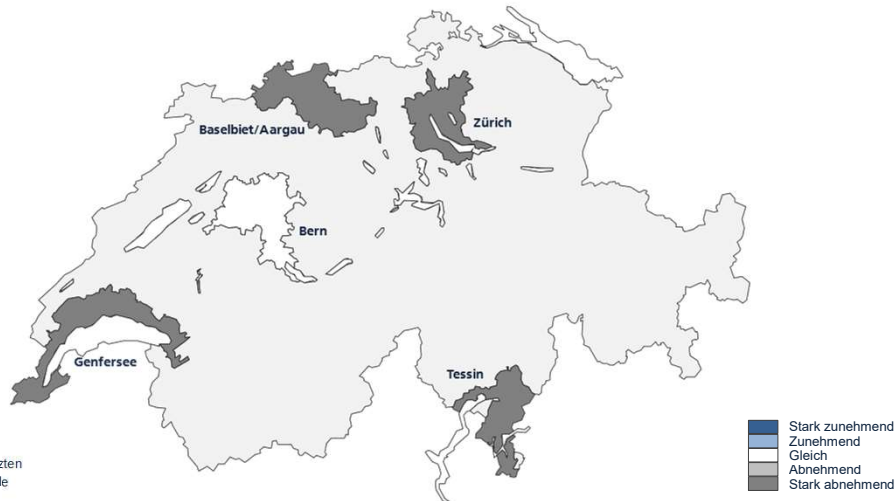 Zürich
Baselbiet/Aargau
Bern
Genfersee
Tessin
Stark zunehmend
Zunehmend
Gleich
Abnehmend
Stark abnehmend